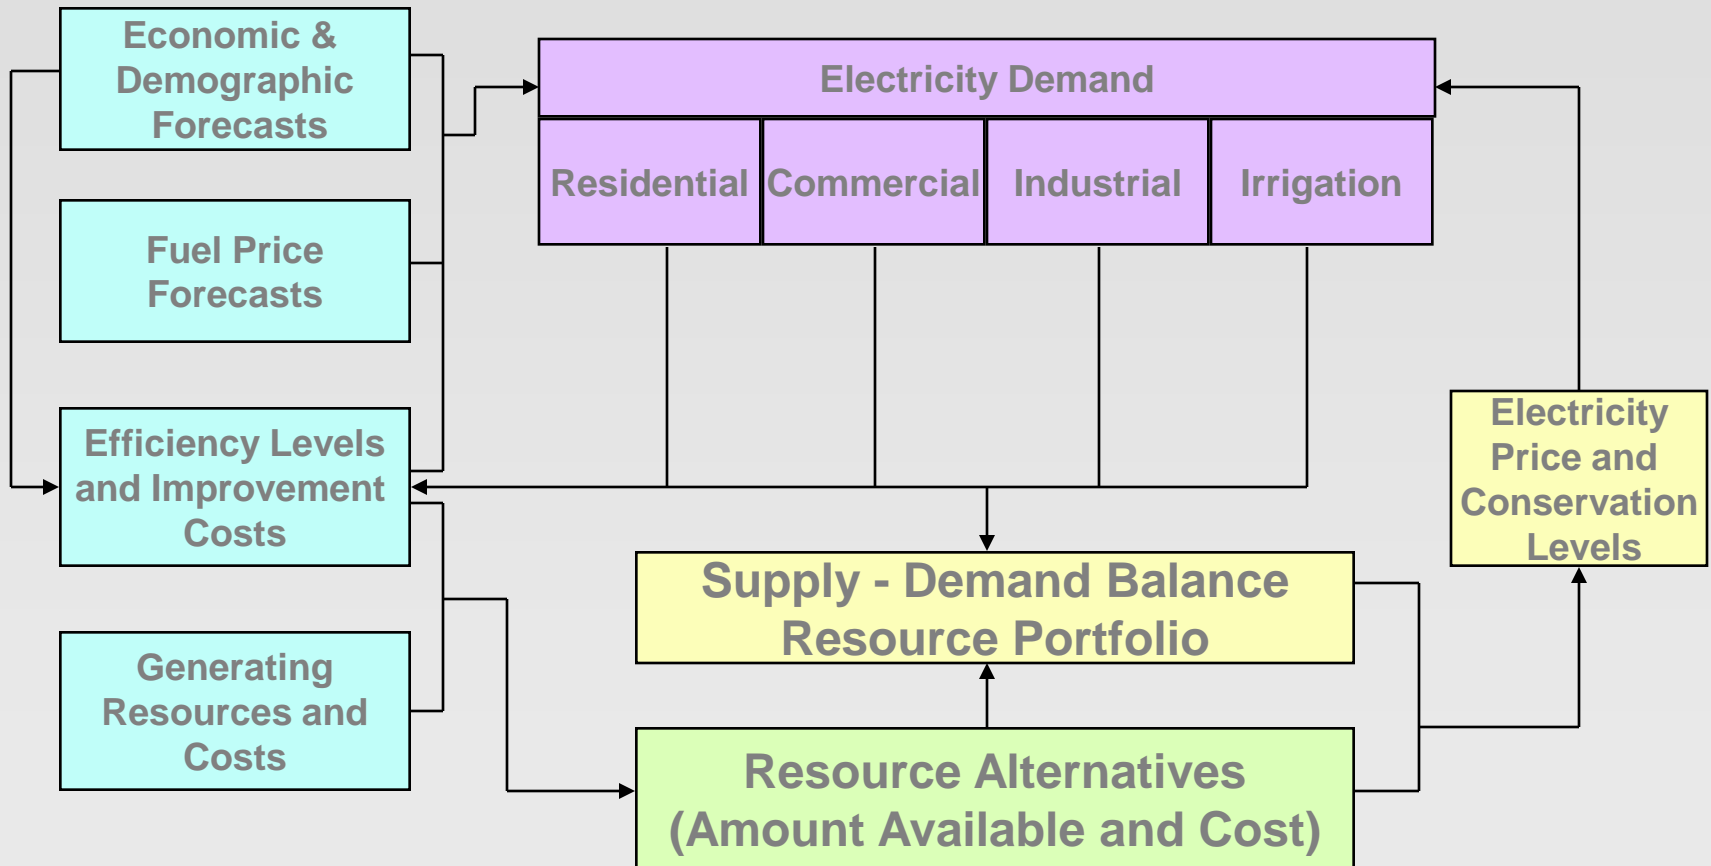 Economic &
Demographic
Forecasts
Electricity Demand
Residential
Commercial
Industrial
Irrigation
Fuel Price
Forecasts
Efficiency Levels
and Improvement
Costs
Electricity
Price and
Conservation
Levels
Supply - Demand Balance
Resource Portfolio
Generating
Resources and
Costs
Resource Alternatives
(Amount Available and Cost)